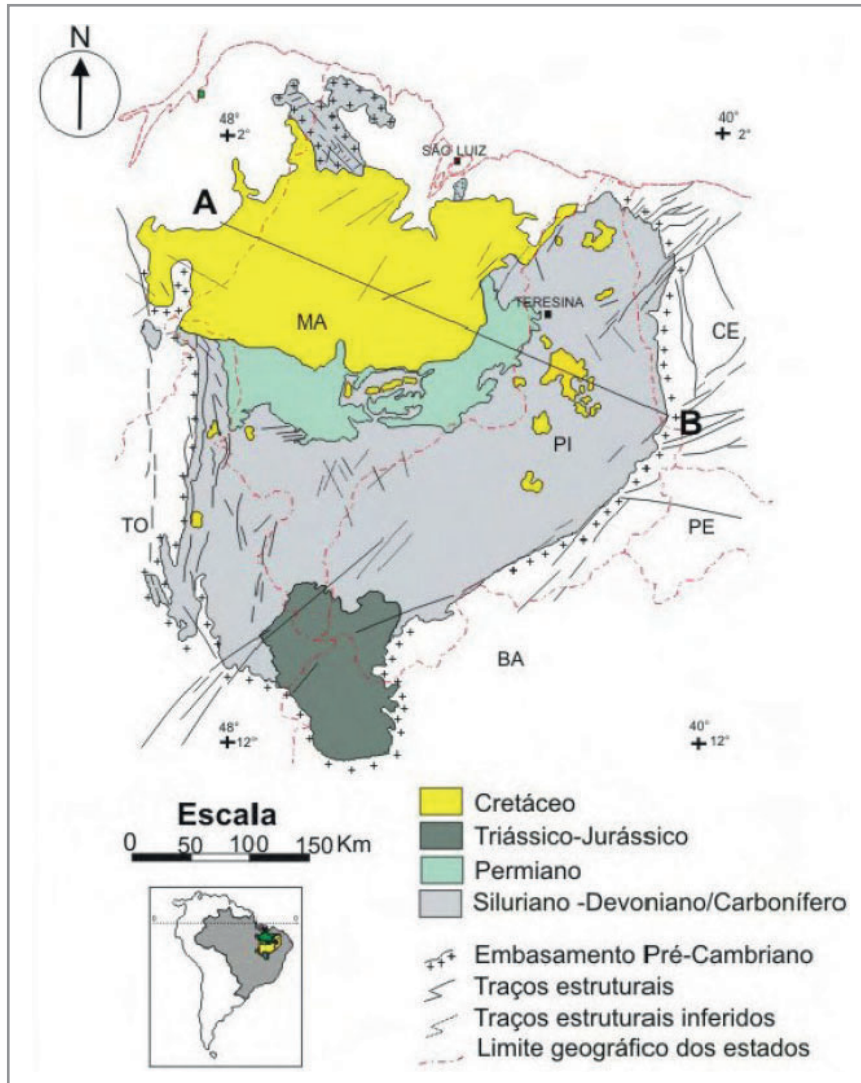 N
48°
2°
40°
2°
SÃO LUIZ
A
TERESINA
MA
CE
B
PI
TO
PE
BA
48°
12°
40°
12°
Escala
0 50 100 150 Km
Cretáceo
Triássico-Jurássico
Permiano
Siluriano -Devoniano/Carbonífero
Embasamento Pré-Cambriano
Traços estruturais
Traços estruturais inferidos
Limite geográfico dos estados
0 0